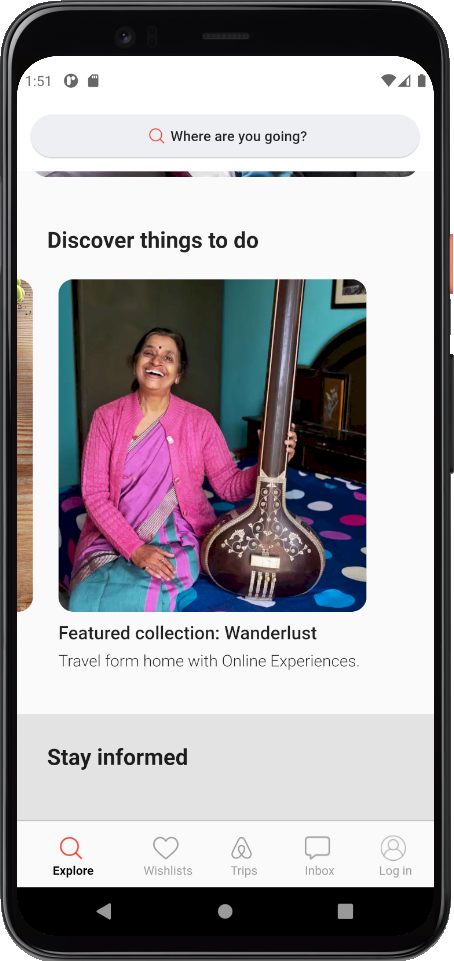 1:51
Where are you going?
Discover things to do
Featured collection: Wanderlust
Travel form home with Online Experiences.
Stay informed
Explore
Wishlists
Trips
Inbox
Log in